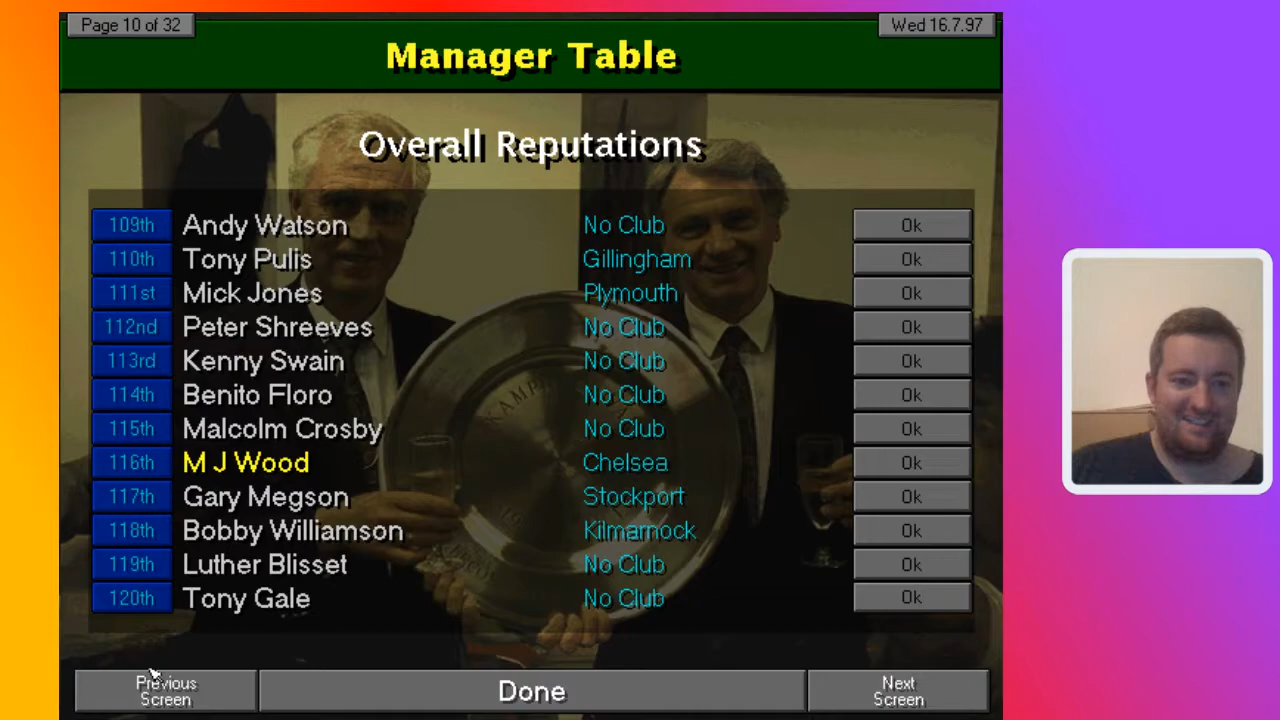 Page 10 of 32
Wed 16.7.97
Manager Table
Overall Reputations
109th Andy Watson No Club Ok
110th Tony Pulis Gillingham Ok
111st Mick Jones Plymouth Ok
112nd Peter Shreeves No Club Ok
113rd Kenny Swain No Club Ok
114th Benito Floro No Club Ok
115th Malcolm Crosby No Club Ok
116th M J Wood Chelsea Ok
117th Gary Megson Stockport Ok
118th Bobby Williamson Kilmarnock Ok
119th Luther Blisset No Club Ok
120th Tony Gale No Club Ok
Previous Screen
Done
Next Screen